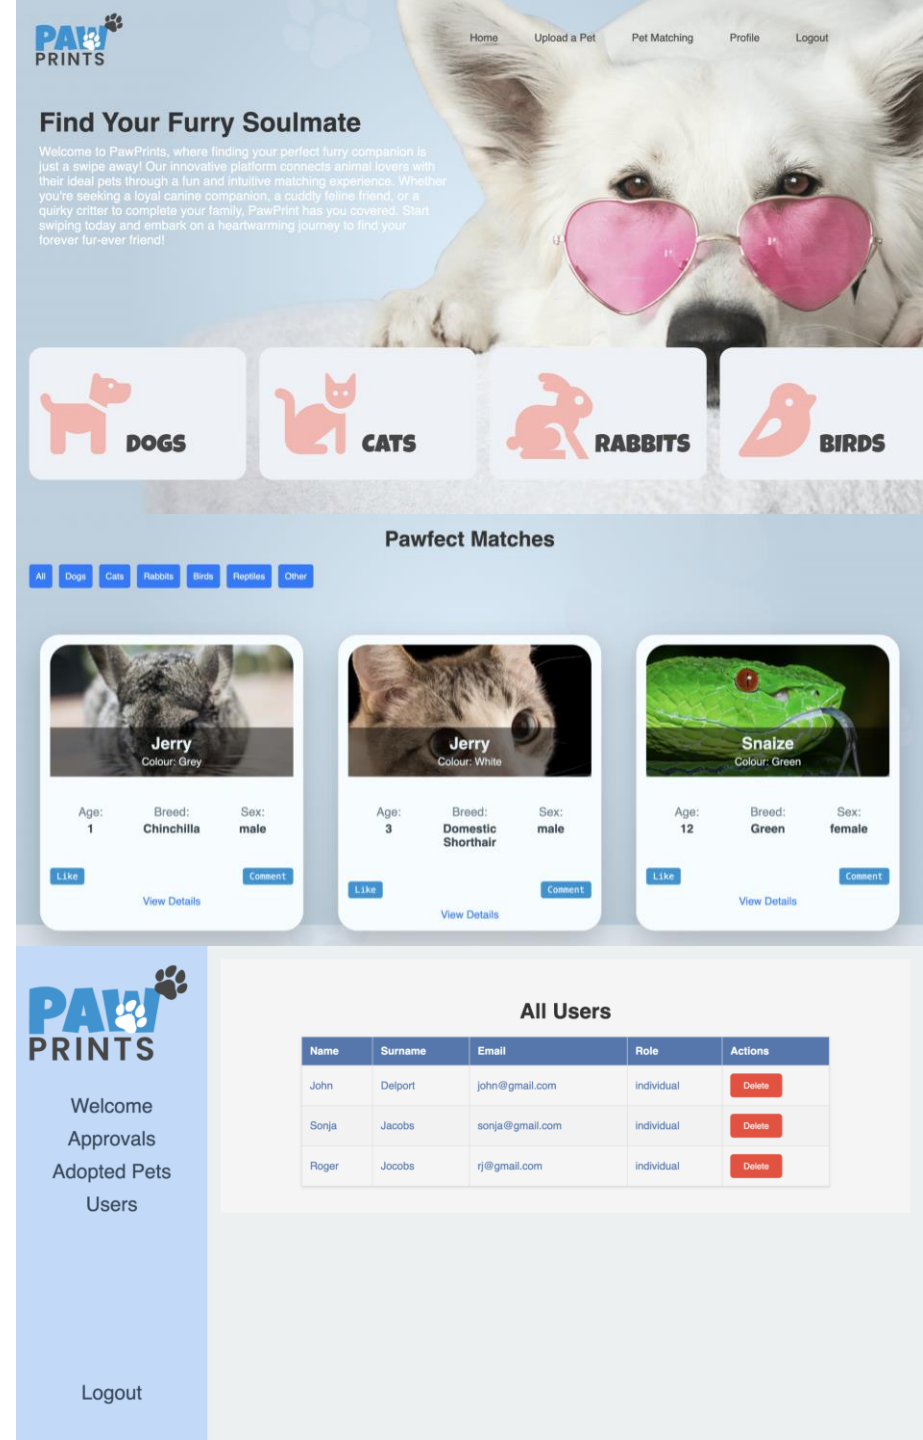 PAW
PRINTS
Home Upload a Pet Pet Matching Profile Logout
Find Your Furry Soulmate
Welcome to PawPrints, where finding your perfect furry companion is
just a swipe away! Our innovative platform connects animal lovers with
their ideal pets through a fun and intuitive matching experience. Whether
you're seeking a loyal canine companion, a cuddly feline friend, or a
quirky critter to complete your family, PawPrint has you covered. Start
swiping today and embark on a heartwarming journey to find your
forever fur-ever friend!
DOGS CATS RABBITS BIRDS
Pawfect Matches
All Dogs Cats Rabbits Birds Reptiles Other
Jerry
Colour: Grey
Age: Breed: Sex:
1 Chinchilla male
Like Comment
View Details
Jerry
Colour: White
Age: Breed: Sex:
3 Domestic male
Shorthair
Like Comment
View Details
Snaize
Colour: Green
Age: Breed: Sex:
12 Green female
Like Comment
View Details
PAW
PRINTS
Welcome
Approvals
Adopted Pets
Users
Logout
All Users
Name Surname Email Role Actions
John Delport john@gmail.com individual Delete
Sonja Jacobs sonja@gmail.com individual Delete
Roger Jocobs rj@gmail.com individual Delete